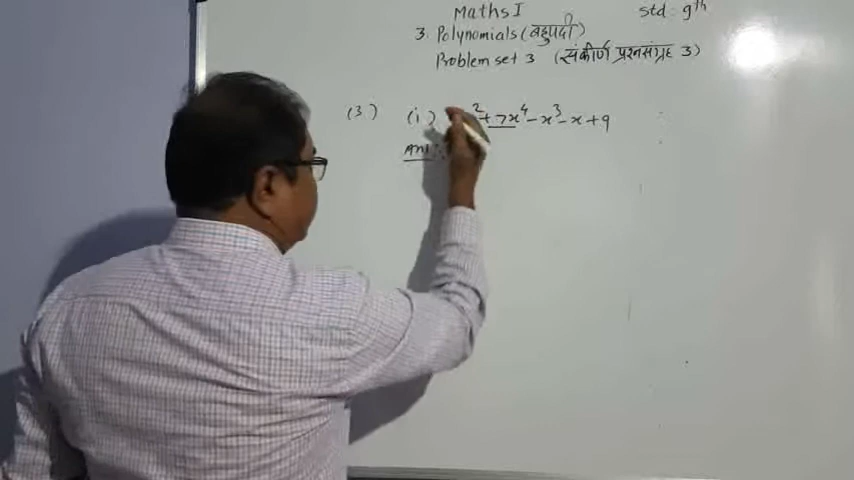 Maths I
std: 9th
3. Polynomials (बहुपदी)
Problem set 3 (संकीर्ण प्रश्नसंग्रह 3)
(3) (i) ² + 7x⁴ - x³ - x + 9
Ans: